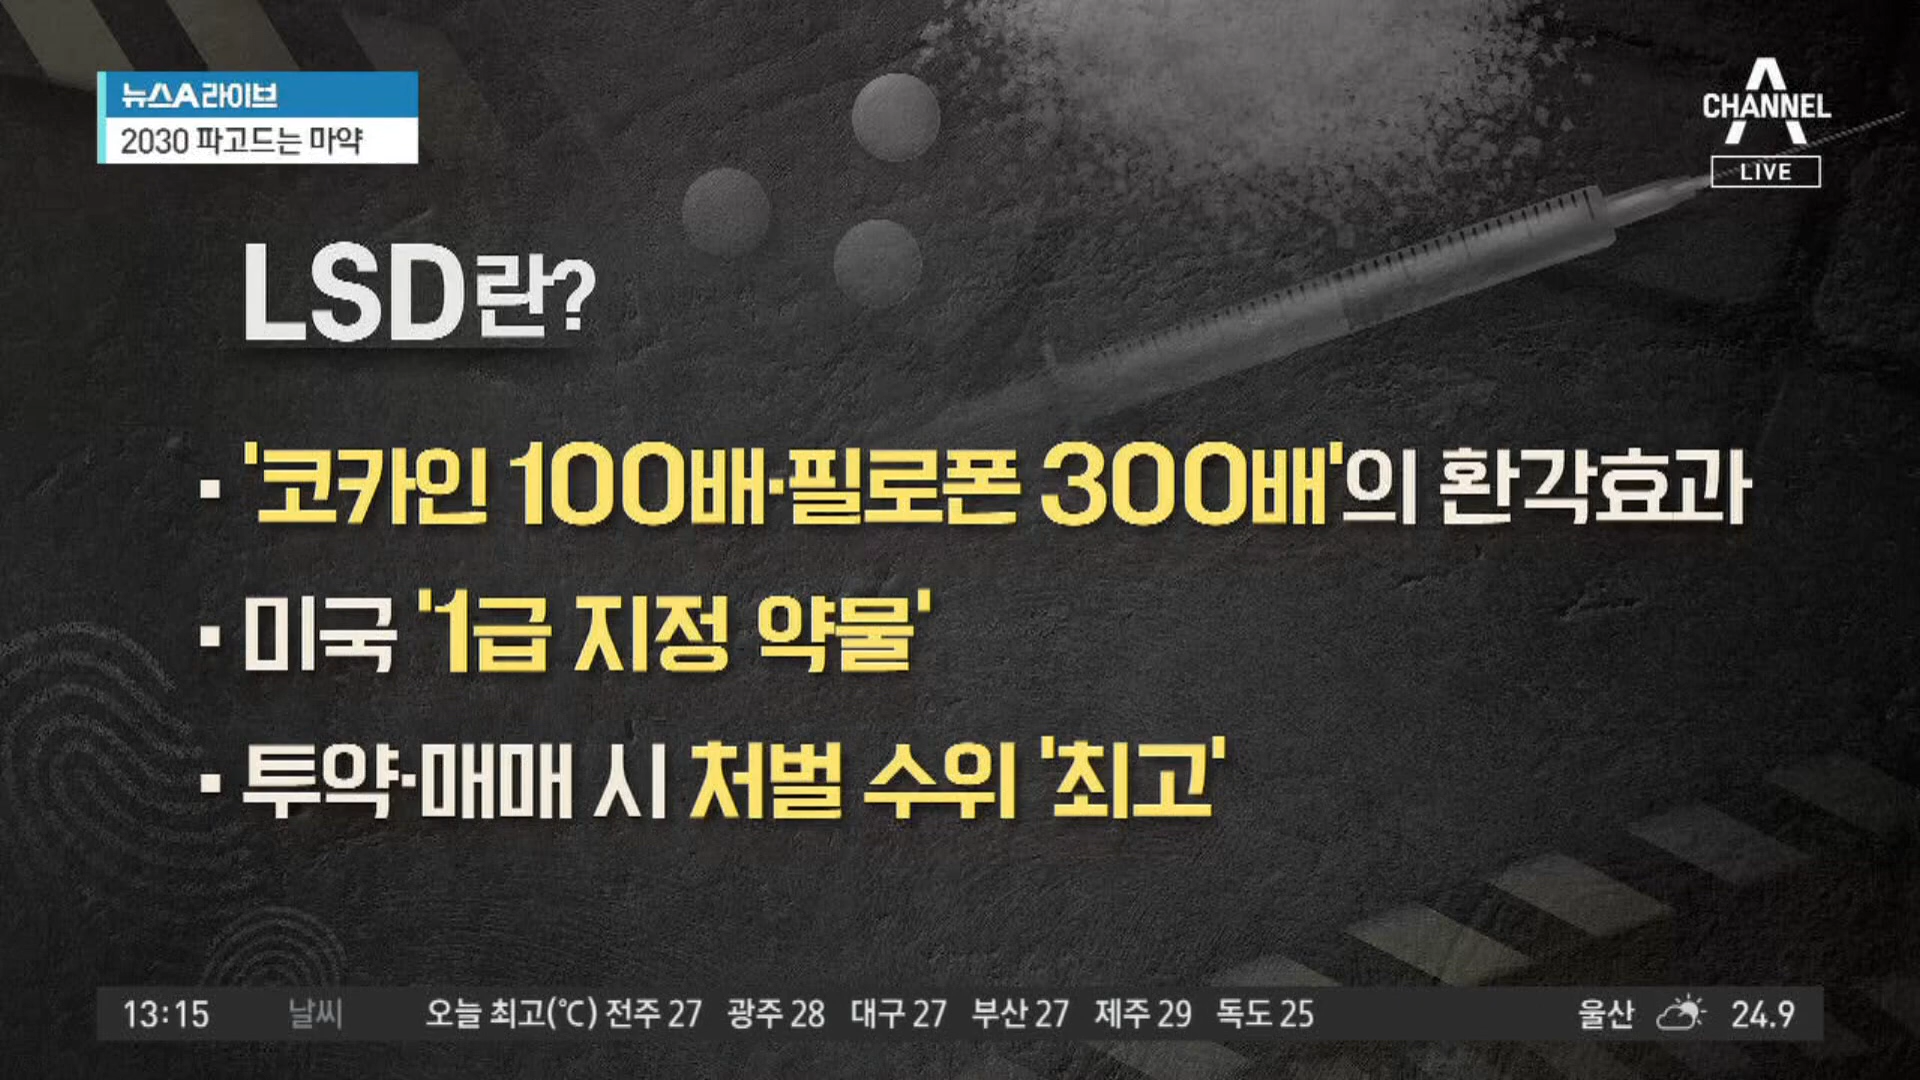 뉴스A라이브
2030 파고드는 마약
CHANNEL A
LIVE
LSD란?
· '코카인 100배·필로폰 300배'의 환각효과
· 미국 '1급 지정 약물'
· 투약·매매 시 처벌 수위 '최고'
13:15 날씨 오늘 최고(℃) 전주 27 광주 28 대구 27 부산 27 제주 29 독도 25 울산 24.9